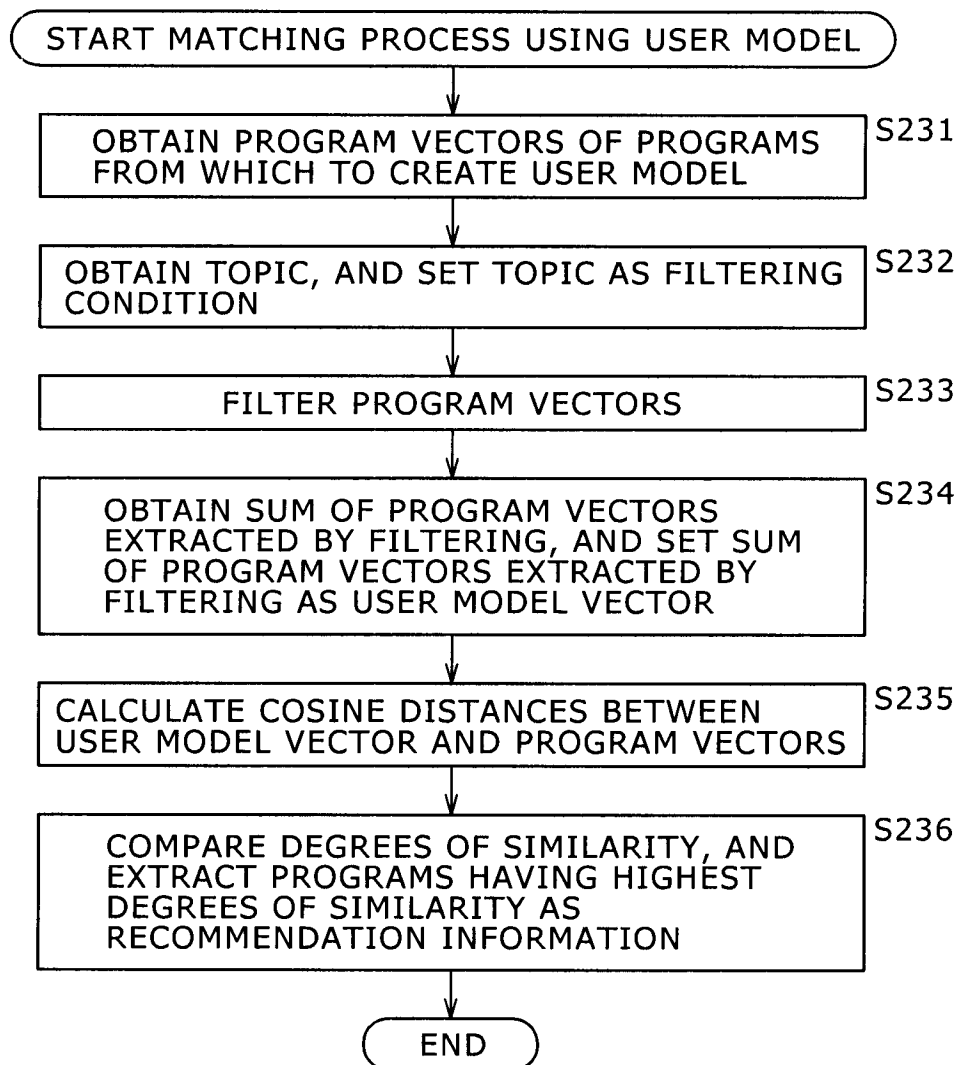 START MATCHING PROCESS USING USER MODEL
S231
OBTAIN PROGRAM VECTORS OF PROGRAMS
FROM WHICH TO CREATE USER MODEL
S232
OBTAIN TOPIC, AND SET TOPIC AS FILTERING
CONDITION
S233
FILTER PROGRAM VECTORS
S234
OBTAIN SUM OF PROGRAM VECTORS
EXTRACTED BY FILTERING, AND SET SUM
OF PROGRAM VECTORS EXTRACTED BY
FILTERING AS USER MODEL VECTOR
S235
CALCULATE COSINE DISTANCES BETWEEN
USER MODEL VECTOR AND PROGRAM VECTORS
S236
COMPARE DEGREES OF SIMILARITY, AND
EXTRACT PROGRAMS HAVING HIGHEST
DEGREES OF SIMILARITY AS
RECOMMENDATION INFORMATION
END